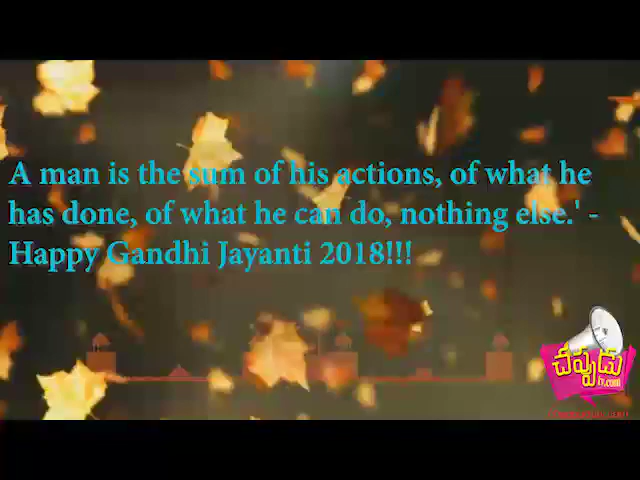 A man is the sum of his actions, of what he
has done, of what he can do, nothing else.' -
Happy Gandhi Jayanti 2018!!!
చెప్పుడు